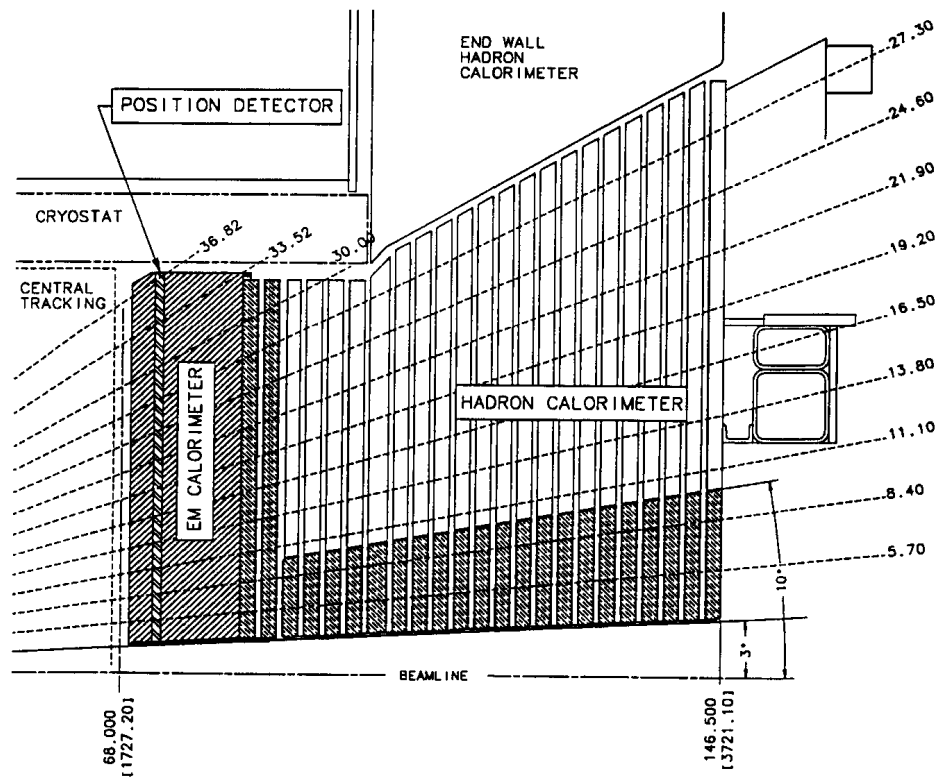 END WALL
HADRON
CALORIMETER
27.30
POSITION DETECTOR
24.60
21.90
CRYOSTAT
36.82
33.52
30.00
19.20
CENTRAL
TRACKING
16.50
EM CALORIMETER
HADRON CALORIMETER
13.80
11.10
8.40
5.70
10°
3°
BEAMLINE
68.000
[1727.20]
146.500
[3721.10]